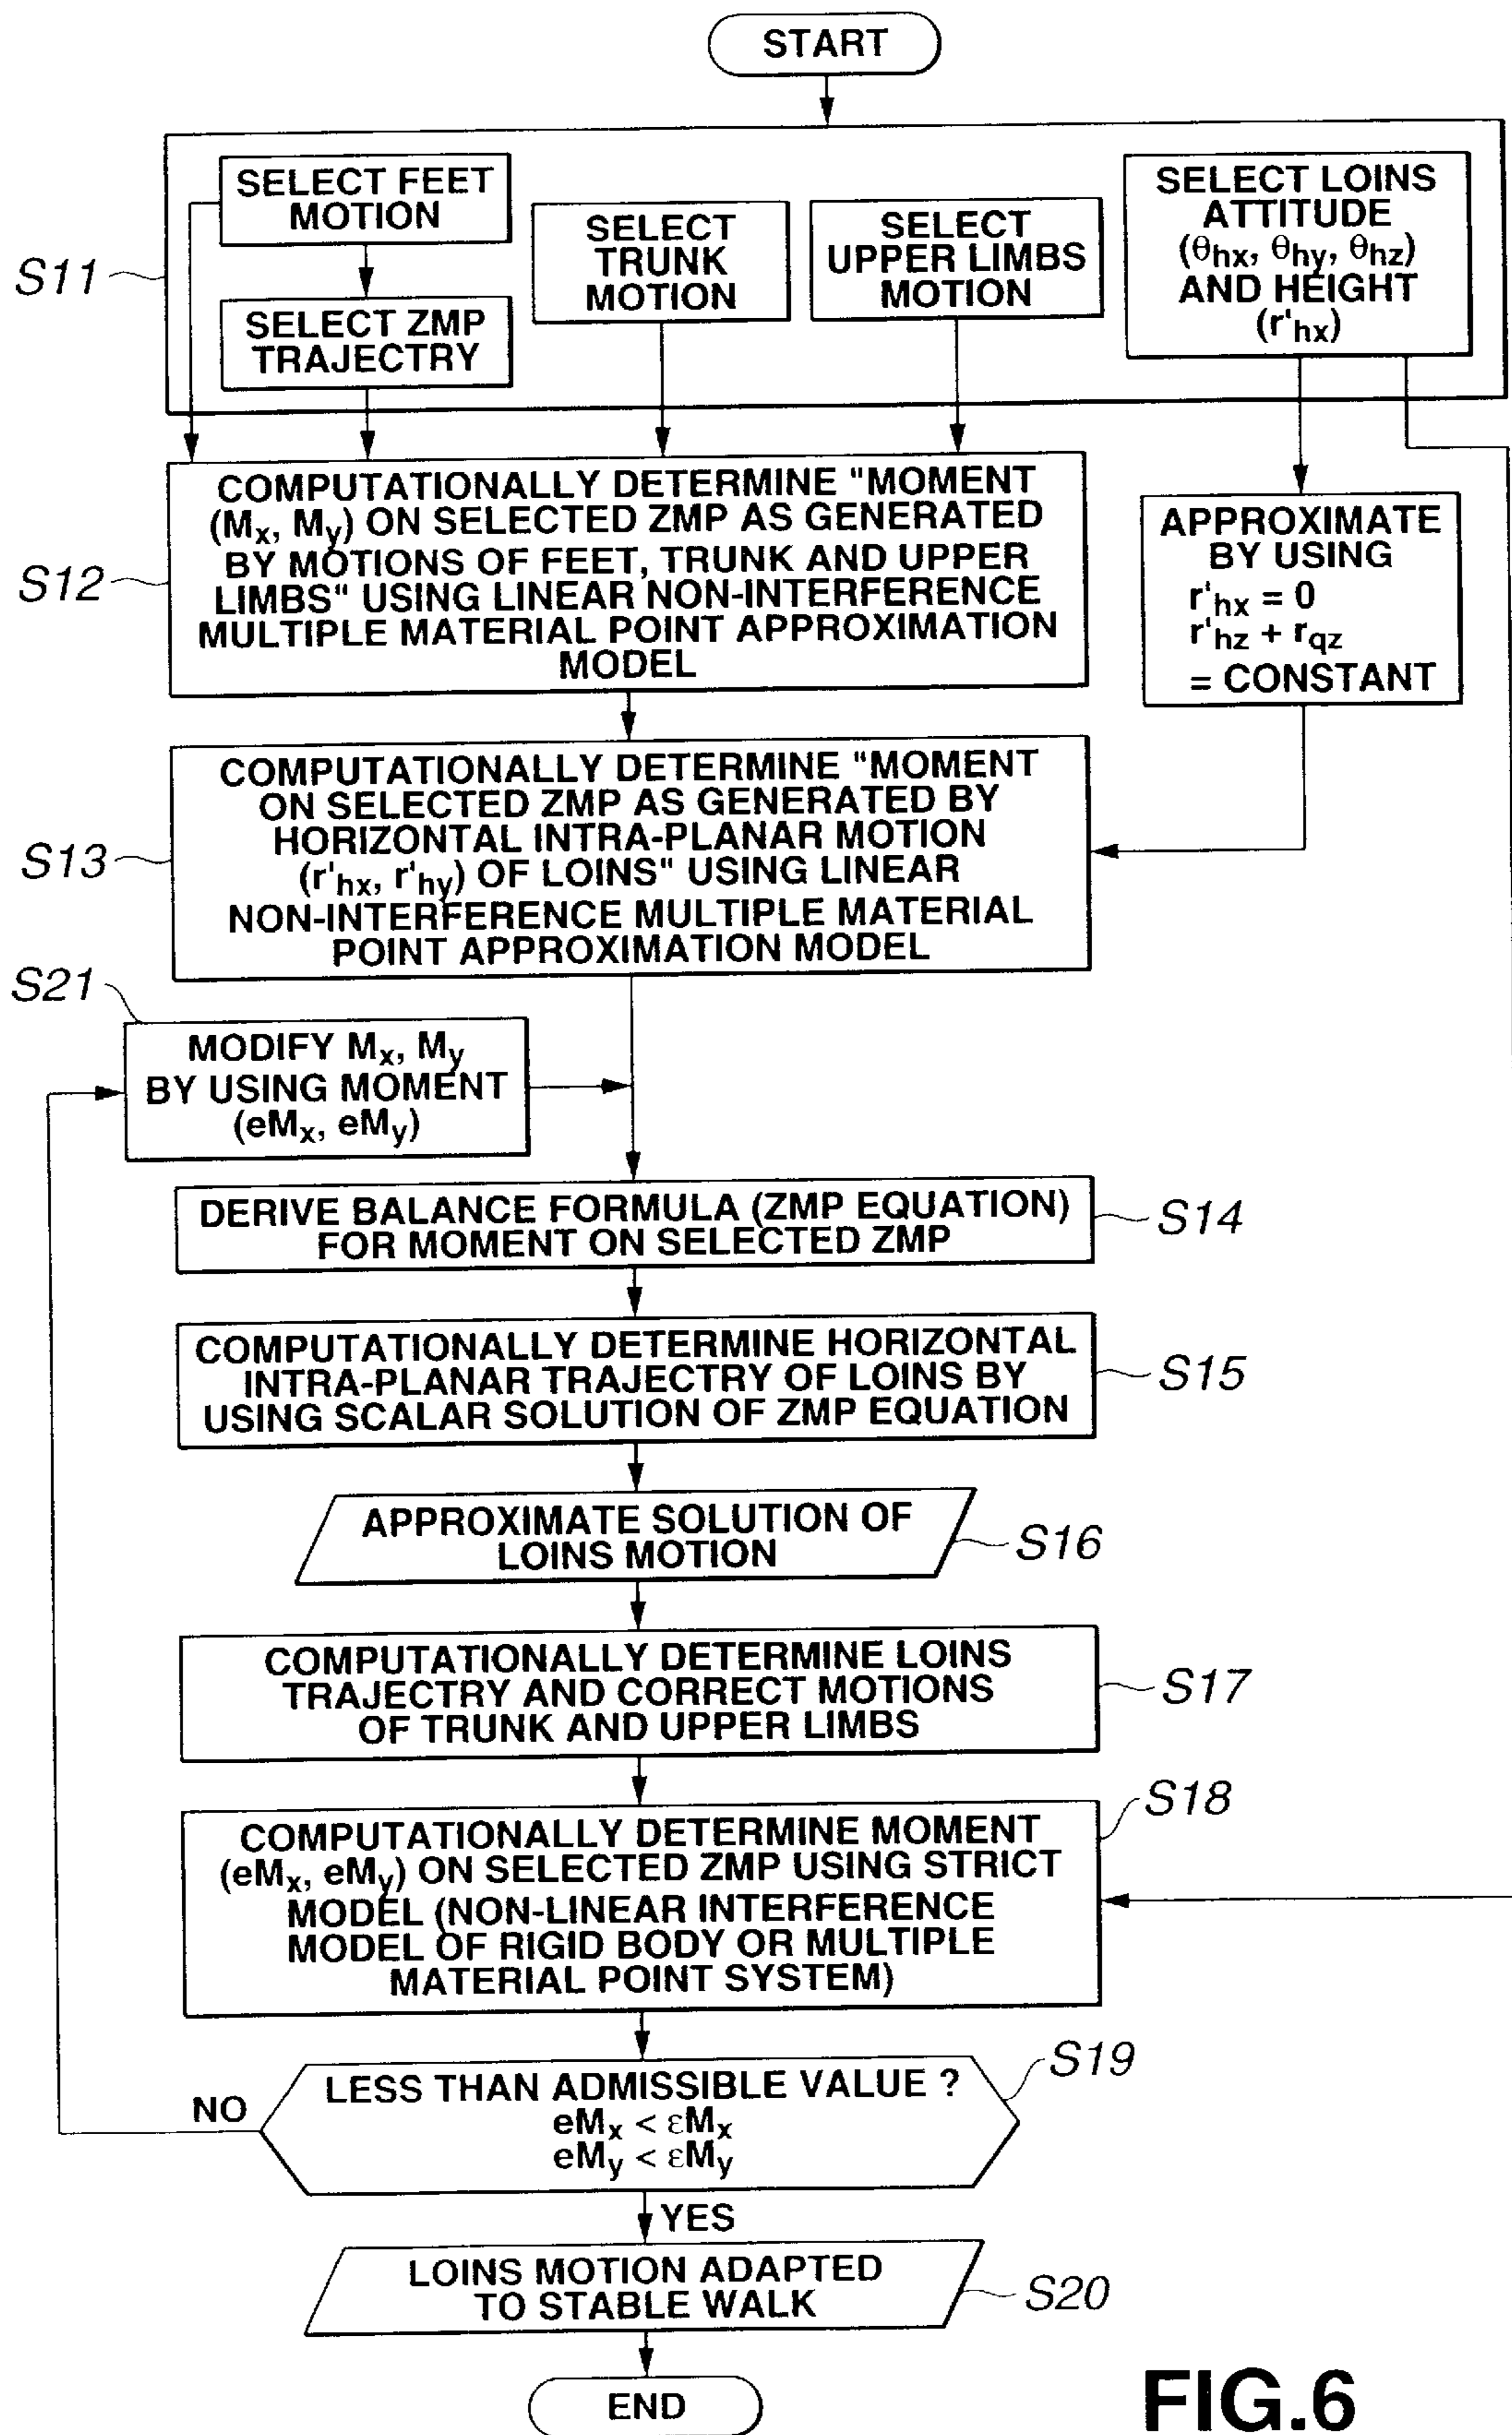 START
S11
SELECT FEET
MOTION
SELECT ZMP
TRAJECTRY
SELECT
TRUNK
MOTION
SELECT
UPPER LIMBS
MOTION
SELECT LOINS
ATTITUDE
(θhx, θhy, θhz)
AND HEIGHT
(r'hx)
S12
COMPUTATIONALLY DETERMINE "MOMENT
(Mx, My) ON SELECTED ZMP AS GENERATED
BY MOTIONS OF FEET, TRUNK AND UPPER
LIMBS" USING LINEAR NON-INTERFERENCE
MULTIPLE MATERIAL POINT APPROXIMATION
MODEL
APPROXIMATE
BY USING
r'hx = 0
r'hz + rqz
= CONSTANT
S13
COMPUTATIONALLY DETERMINE "MOMENT
ON SELECTED ZMP AS GENERATED BY
HORIZONTAL INTRA-PLANAR MOTION
(r'hx, r'hy) OF LOINS" USING LINEAR
NON-INTERFERENCE MULTIPLE MATERIAL
POINT APPROXIMATION MODEL
S21
MODIFY Mx, My
BY USING MOMENT
(eMx, eMy)
DERIVE BALANCE FORMULA (ZMP EQUATION)
FOR MOMENT ON SELECTED ZMP
S14
COMPUTATIONALLY DETERMINE HORIZONTAL
INTRA-PLANAR TRAJECTRY OF LOINS BY
USING SCALAR SOLUTION OF ZMP EQUATION
S15
APPROXIMATE SOLUTION OF
LOINS MOTION
S16
COMPUTATIONALLY DETERMINE LOINS
TRAJECTRY AND CORRECT MOTIONS
OF TRUNK AND UPPER LIMBS
S17
COMPUTATIONALLY DETERMINE MOMENT
(eMx, eMy) ON SELECTED ZMP USING STRICT
MODEL (NON-LINEAR INTERFERENCE
MODEL OF RIGID BODY OR MULTIPLE
MATERIAL POINT SYSTEM)
S18
LESS THAN ADMISSIBLE VALUE ?
eMx < εMx
eMy < εMy
S19
NO
YES
LOINS MOTION ADAPTED
TO STABLE WALK
S20
END
FIG.6